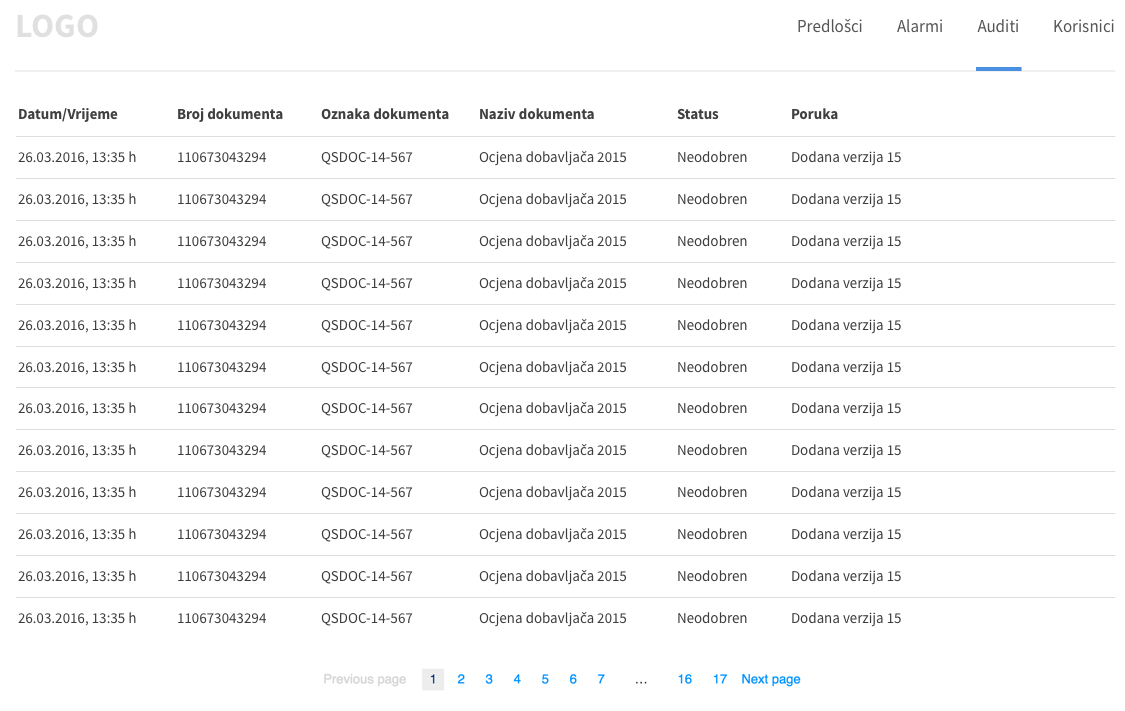 LOGO Predlošci Alarmi Auditi Korisnici
Datum/Vrijeme Broj dokumenta Oznaka dokumenta Naziv dokumenta Status Poruka
26.03.2016, 13:35 h 110673043294 QSDOC-14-567 Ocjena dobavljača 2015 Neodobren Dodana verzija 15
26.03.2016, 13:35 h 110673043294 QSDOC-14-567 Ocjena dobavljača 2015 Neodobren Dodana verzija 15
26.03.2016, 13:35 h 110673043294 QSDOC-14-567 Ocjena dobavljača 2015 Neodobren Dodana verzija 15
26.03.2016, 13:35 h 110673043294 QSDOC-14-567 Ocjena dobavljača 2015 Neodobren Dodana verzija 15
26.03.2016, 13:35 h 110673043294 QSDOC-14-567 Ocjena dobavljača 2015 Neodobren Dodana verzija 15
26.03.2016, 13:35 h 110673043294 QSDOC-14-567 Ocjena dobavljača 2015 Neodobren Dodana verzija 15
26.03.2016, 13:35 h 110673043294 QSDOC-14-567 Ocjena dobavljača 2015 Neodobren Dodana verzija 15
26.03.2016, 13:35 h 110673043294 QSDOC-14-567 Ocjena dobavljača 2015 Neodobren Dodana verzija 15
26.03.2016, 13:35 h 110673043294 QSDOC-14-567 Ocjena dobavljača 2015 Neodobren Dodana verzija 15
26.03.2016, 13:35 h 110673043294 QSDOC-14-567 Ocjena dobavljača 2015 Neodobren Dodana verzija 15
26.03.2016, 13:35 h 110673043294 QSDOC-14-567 Ocjena dobavljača 2015 Neodobren Dodana verzija 15
26.03.2016, 13:35 h 110673043294 QSDOC-14-567 Ocjena dobavljača 2015 Neodobren Dodana verzija 15
Previous page 1 2 3 4 5 6 7 ... 16 17 Next page